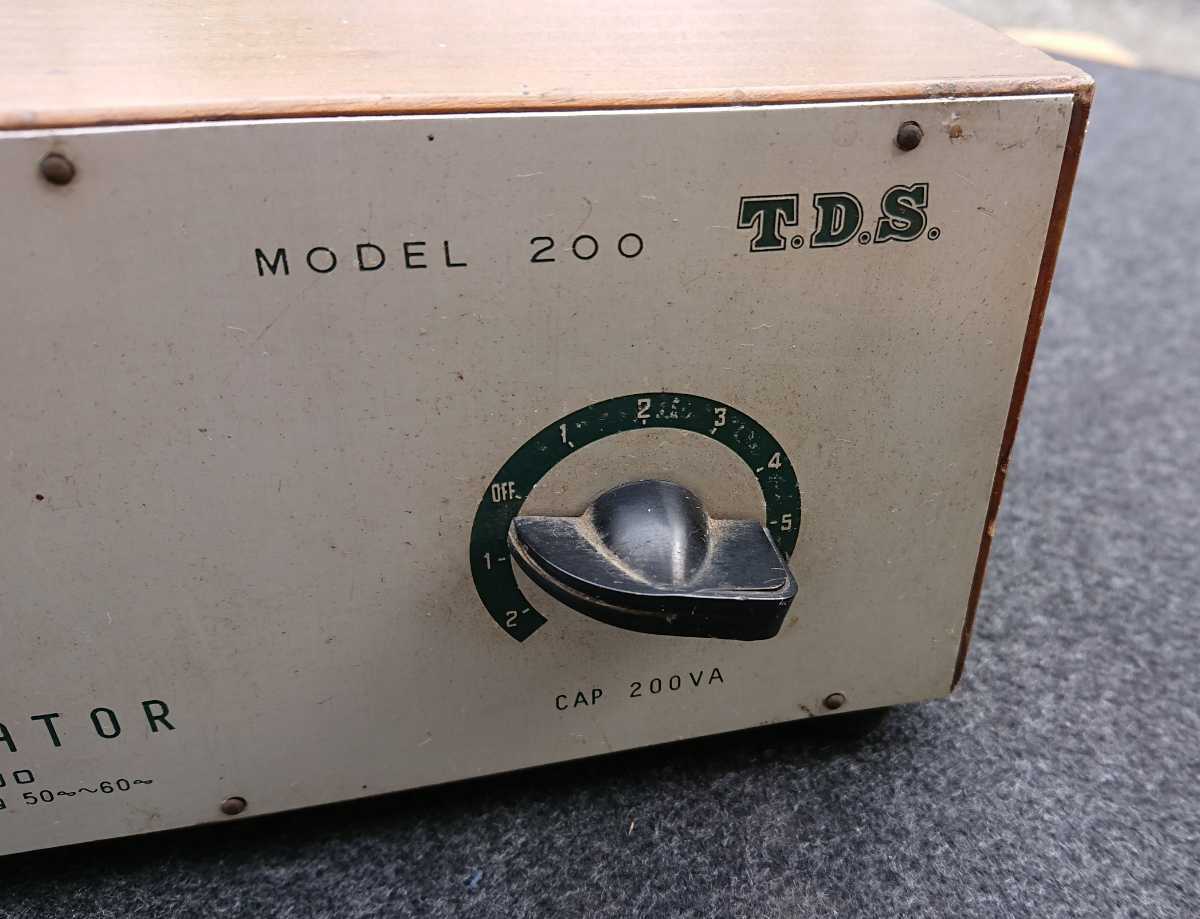 MODEL 200 T.D.S.
2 3
1 4
OFF 5
1
2
CAP 200VA
ATOR
50~~60~